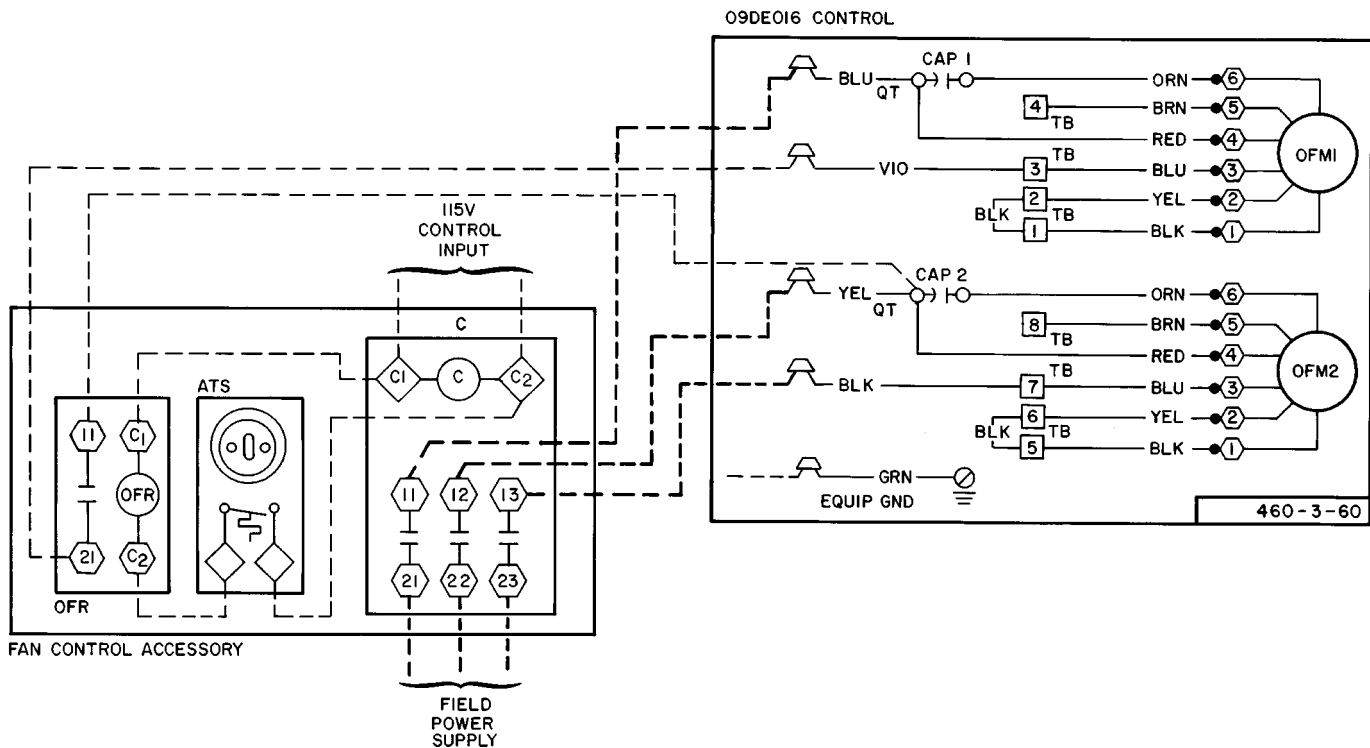 09DE016 CONTROL
CAP 1
BLU
QT
ORN
6
4
TB
BRN
5
RED
4
OFM1
VIO
3
TB
BLU
3
2
TB
YEL
2
BLK
1
BLK
1
115V
CONTROL
INPUT
CAP 2
YEL
QT
ORN
6
8
TB
BRN
5
RED
4
OFM2
BLK
7
TB
BLU
3
6
TB
YEL
2
BLK
5
BLK
1
GRN
EQUIP GND
460-3-60
C
C1
C
C2
ATS
11
C1
OFR
21
C2
OFR
11
12
13
21
22
23
FAN CONTROL ACCESSORY
FIELD
POWER
SUPPLY